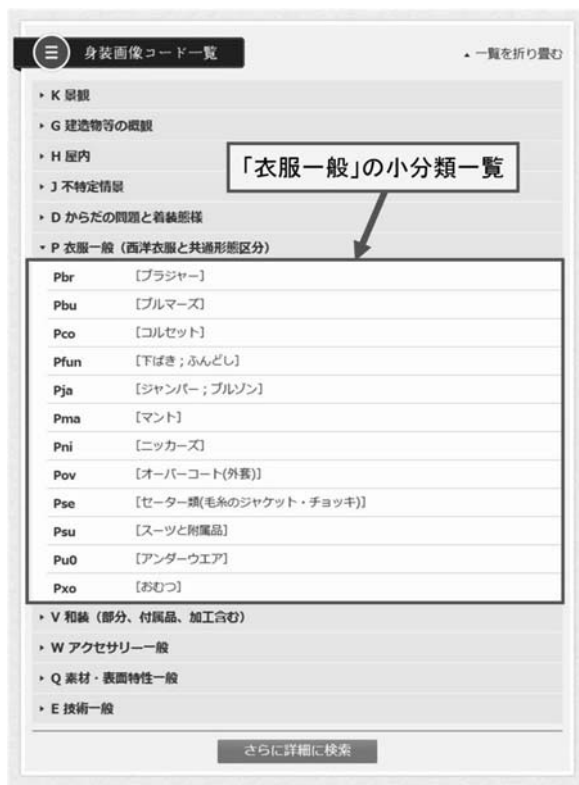 身装画像コード一覧
▴ 一覧を折り畳む
▸ K 景観
▸ G 建造物等の概観
▸ H 屋内
「衣服一般」の小分類一覧
▸ J 不特定情景
▸ D からだの問題と着装態様
▾ P 衣服一般（西洋衣服と共通形態区分）
Pbr [ブラジャー]
Pbu [ブルマーズ]
Pco [コルセット]
Pfun [下ばき；ふんどし]
Pja [ジャンパー；ブルゾン]
Pma [マント]
Pni [ニッカーズ]
Pov [オーバーコート(外套)]
Pse [セーター類(毛糸のジャケット・チョッキ)]
Psu [スーツと附属品]
Pu0 [アンダーウエア]
Pxo [おむつ]
▸ V 和装（部分、付属品、加工含む）
▸ W アクセサリー一般
▸ Q 素材・表面特性一般
▸ E 技術一般
さらに詳細に検索